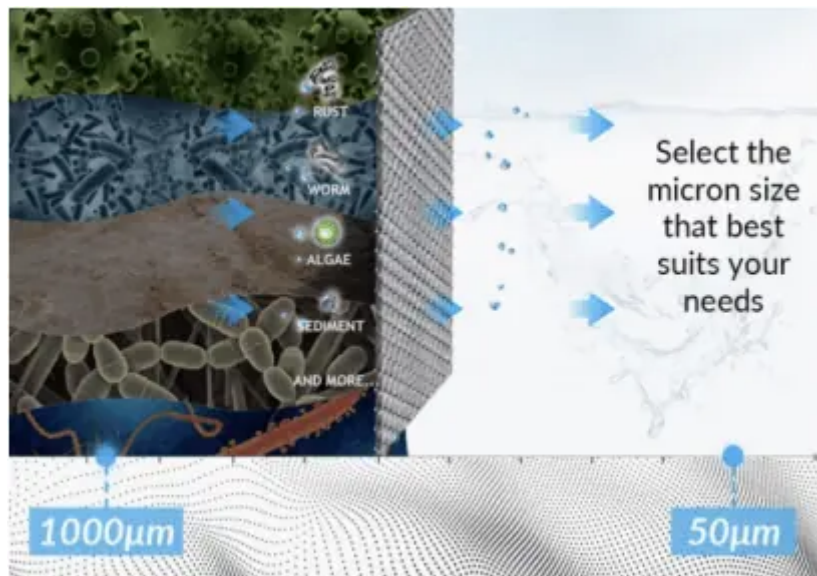 RUST
WORM
ALGAE
SEDIMENT
AND MORE...
Select the
micron size
that best
suits your
needs
1000μm
50μm